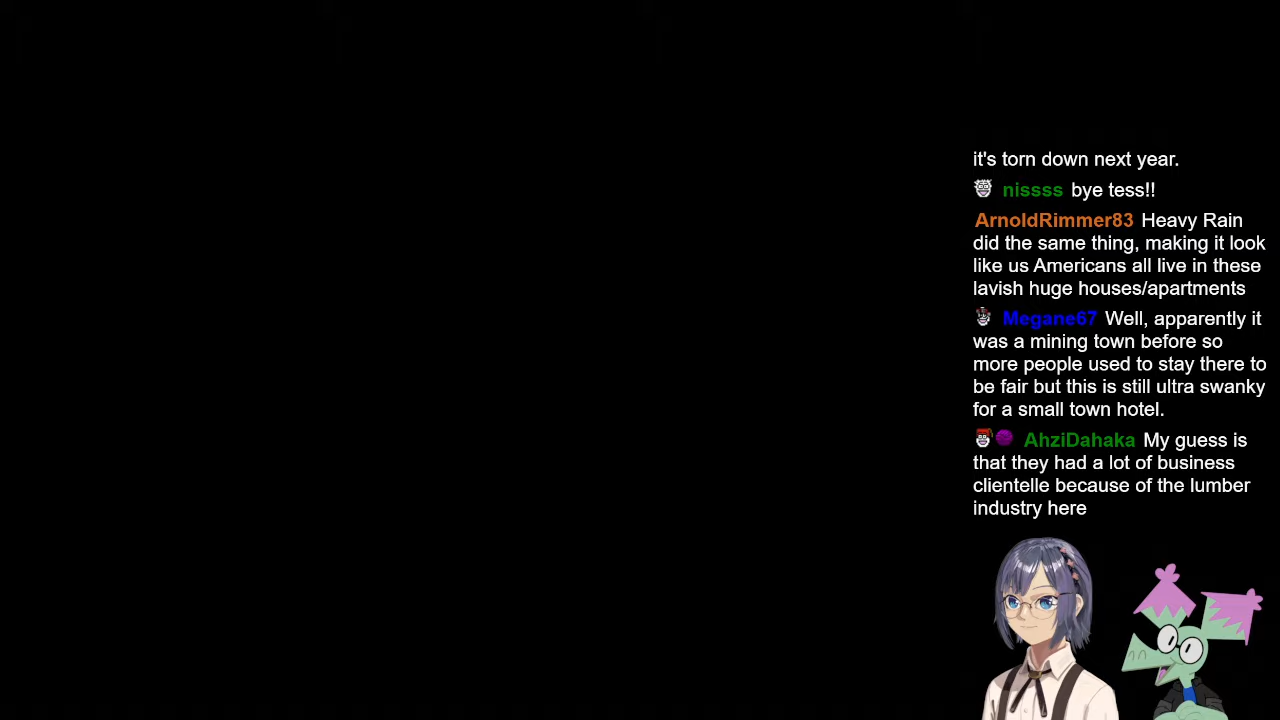 it's torn down next year.
nissss bye tess!!
ArnoldRimmer83 Heavy Rain
did the same thing, making it look
like us Americans all live in these
lavish huge houses/apartments
Megane67 Well, apparently it
was a mining town before so
more people used to stay there to
be fair but this is still ultra swanky
for a small town hotel.
AhziDahaka My guess is
that they had a lot of business
clientelle because of the lumber
industry here